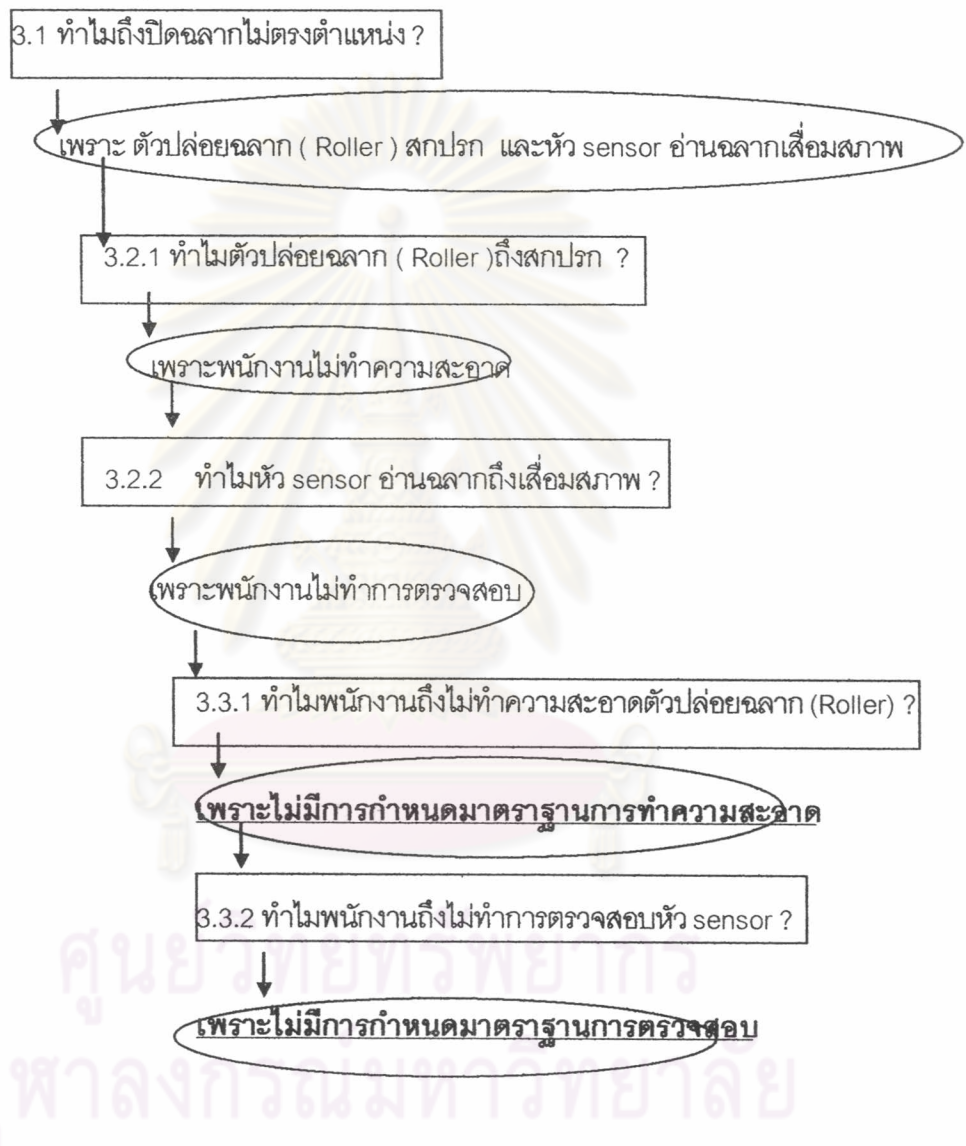 3.1 ทำไมถึงปิดฉลากไม่ตรงตำแหน่ง ?
เพราะ ตัวปล่อยฉลาก ( Roller ) สกปรก และหัว sensor อ่านฉลากเสื่อมสภาพ
3.2.1 ทำไมตัวปล่อยฉลาก ( Roller )ถึงสกปรก ?
เพราะพนักงานไม่ทำความสะอาด
3.2.2 ทำไมหัว sensor อ่านฉลากถึงเสื่อมสภาพ ?
เพราะพนักงานไม่ทำการตรวจสอบ
3.3.1 ทำไมพนักงานถึงไม่ทำความสะอาดตัวปล่อยฉลาก (Roller) ?
เพราะไม่มีการกำหนดมาตราฐานการทำความสะอาด
3.3.2 ทำไมพนักงานถึงไม่ทำการตรวจสอบหัว sensor ?
ศูนย์วิทยทรัพยากร
เพราะไม่มีการกำหนดมาตราฐานการตรวจสอบ
หาลงกรณ์มหาวิทยาลัย